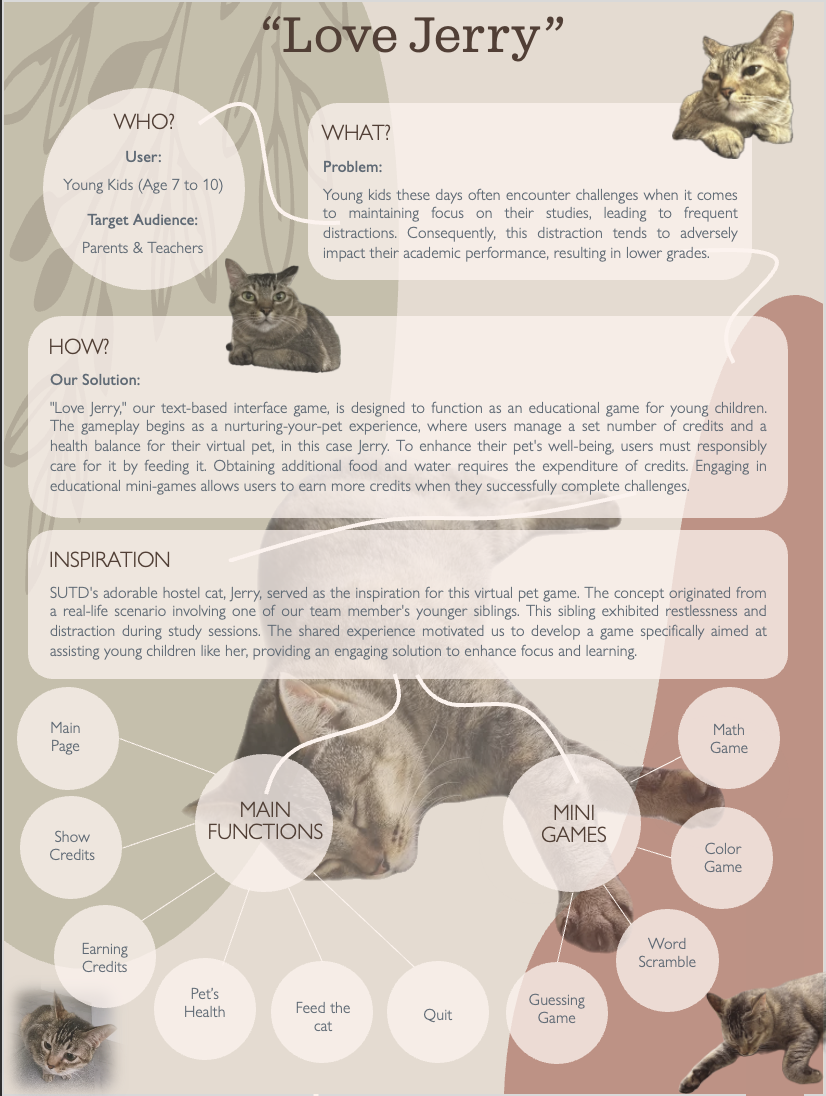 “Love Jerry”
WHO?
User:
Young Kids (Age 7 to 10)
Target Audience:
Parents & Teachers
WHAT?
Problem:
Young kids these days often encounter challenges when it comes
to maintaining focus on their studies, leading to frequent
distractions. Consequently, this distraction tends to adversely
impact their academic performance, resulting in lower grades.
HOW?
Our Solution:
"Love Jerry," our text-based interface game, is designed to function as an educational game for young children.
The gameplay begins as a nurturing-your-pet experience, where users manage a set number of credits and a
health balance for their virtual pet, in this case Jerry. To enhance their pet's well-being, users must responsibly
care for it by feeding it. Obtaining additional food and water requires the expenditure of credits. Engaging in
educational mini-games allows users to earn more credits when they successfully complete challenges.
INSPIRATION
SUTD's adorable hostel cat, Jerry, served as the inspiration for this virtual pet game. The concept originated from
a real-life scenario involving one of our team member's younger siblings. This sibling exhibited restlessness and
distraction during study sessions. The shared experience motivated us to develop a game specifically aimed at
assisting young children like her, providing an engaging solution to enhance focus and learning.
MAIN
FUNCTIONS
Main
Page
Show
Credits
Earning
Credits
Pet's
Health
Feed the
cat
Quit
MINI
GAMES
Math
Game
Color
Game
Word
Scramble
Guessing
Game